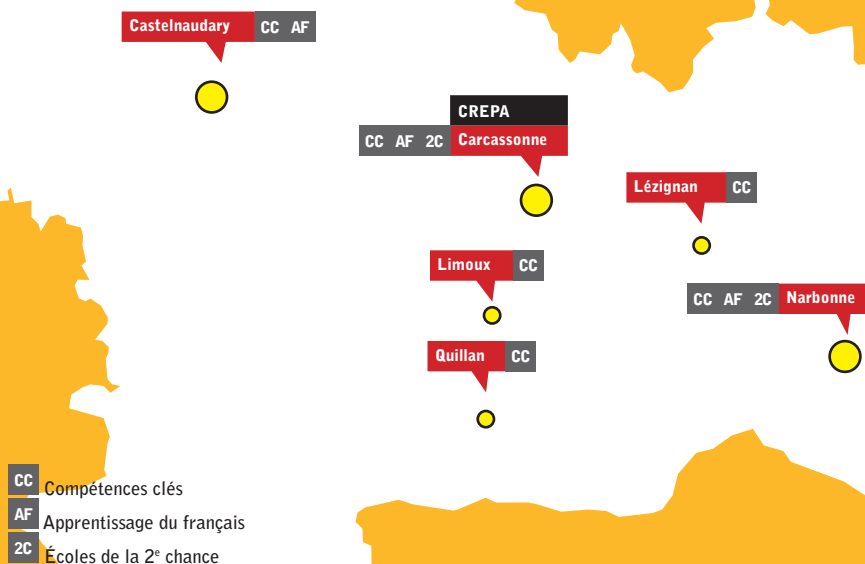 Castelnaudary CC AF
CREPA
CC AF 2C Carcassonne
Lézignan CC
Limoux CC
CC AF 2C Narbonne
Quillan CC
CC Compétences clés
AF Apprentissage du français
2C Écoles de la 2e chance